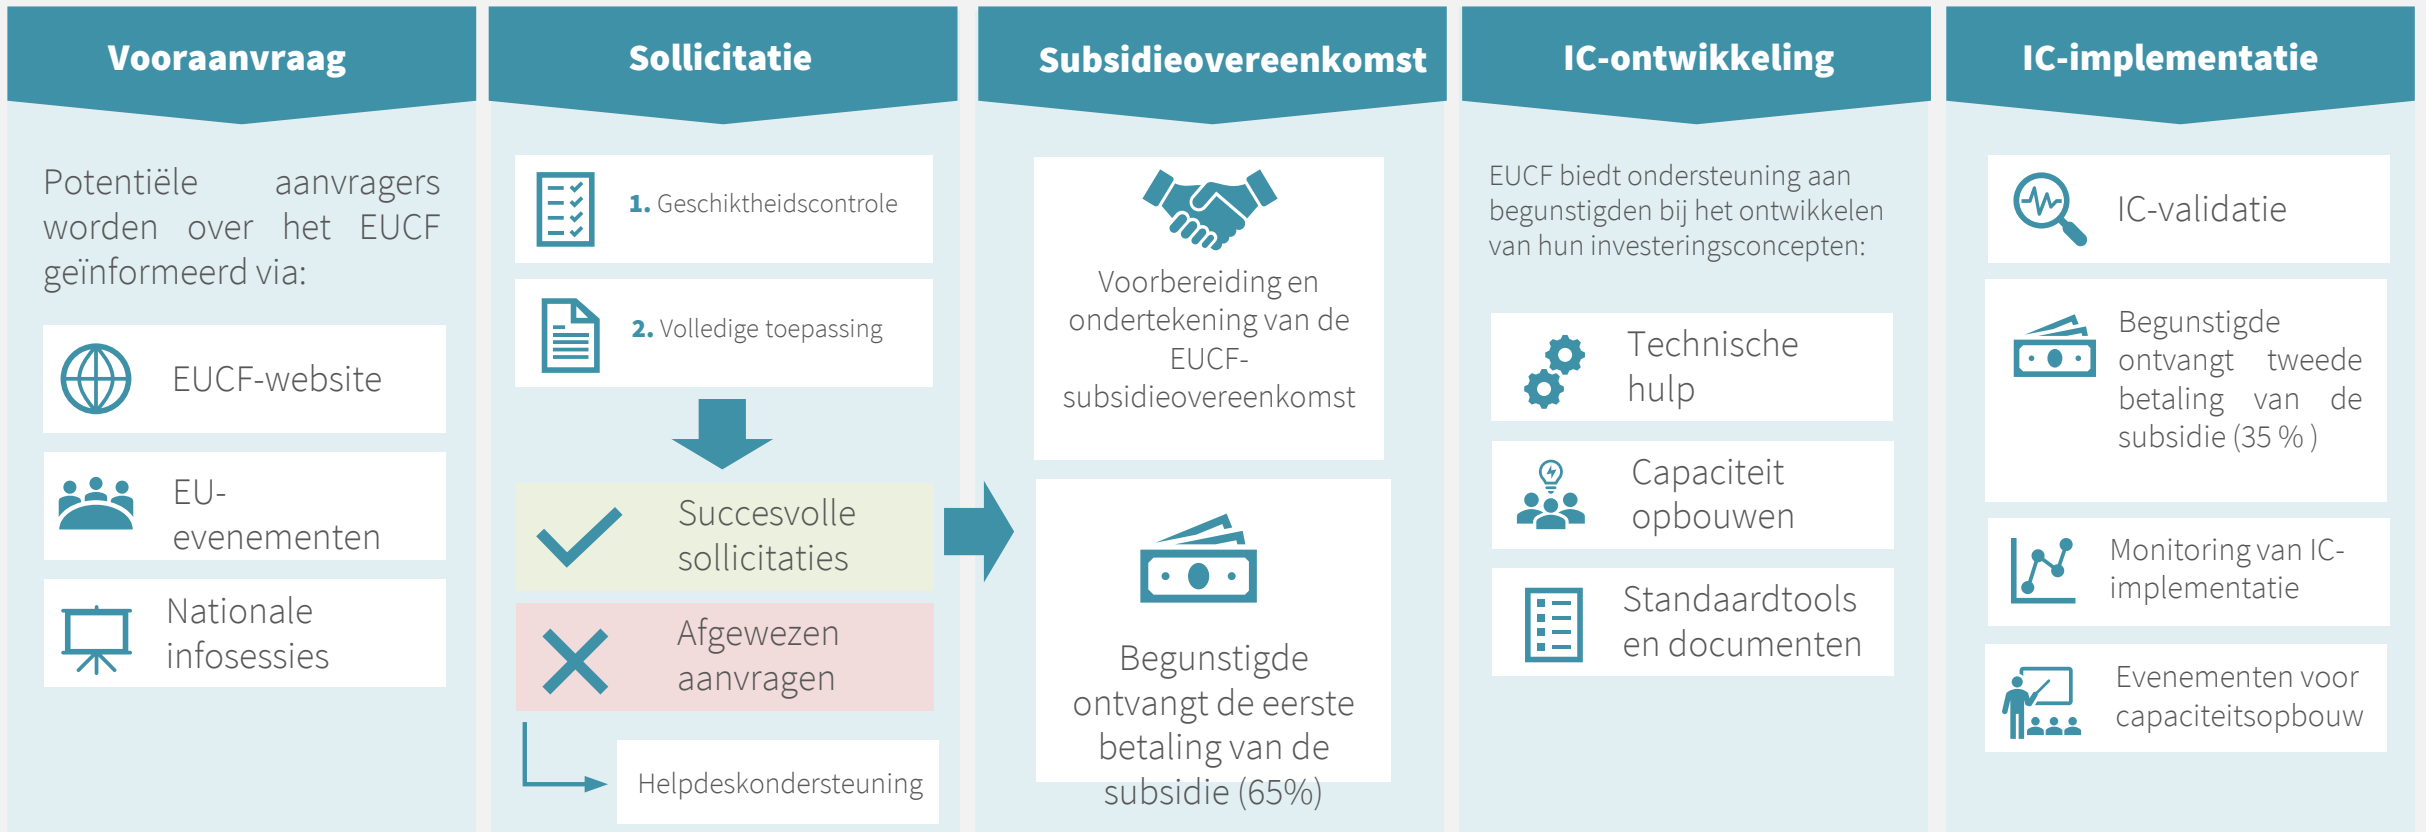 Vooraanvraag
Potentiële aanvragers
worden over het EUCF
geïnformeerd via:
EUCF-website
EU-
evenementen
Nationale
infosessies
Sollicitatie
1. Geschiktheidscontrole
2. Volledige toepassing
Succesvolle
sollicitaties
Afgewezen
aanvragen
Helpdeskondersteuning
Subsidieovereenkomst
Voorbereiding en
ondertekening van de
EUCF-
subsidieovereenkomst
Begunstigde
ontvangt de eerste
betaling van de
subsidie (65%)
IC-ontwikkeling
EUCF biedt ondersteuning aan
begunstigden bij het ontwikkelen
van hun investeringsconcepten:
Technische
hulp
Capaciteit
opbouwen
Standaardtools
en documenten
IC-implementatie
IC-validatie
Begunstigde
ontvangt tweede
betaling van de
subsidie (35 % )
Monitoring van IC-
implementatie
Evenementen voor
capaciteitsopbouw